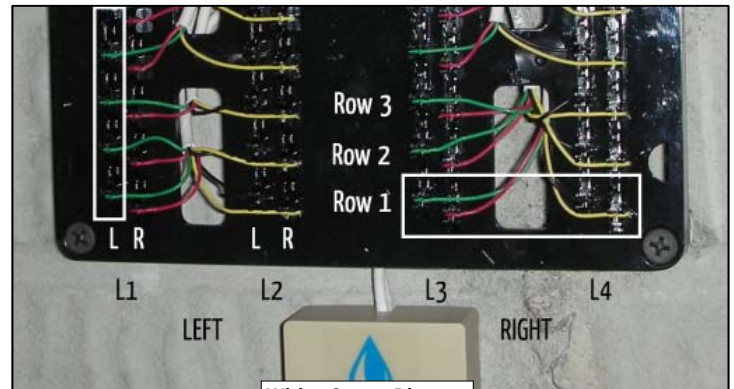 Row 3
Row 2
Row 1
L R L R
L1 L2 L3 L4
LEFT RIGHT